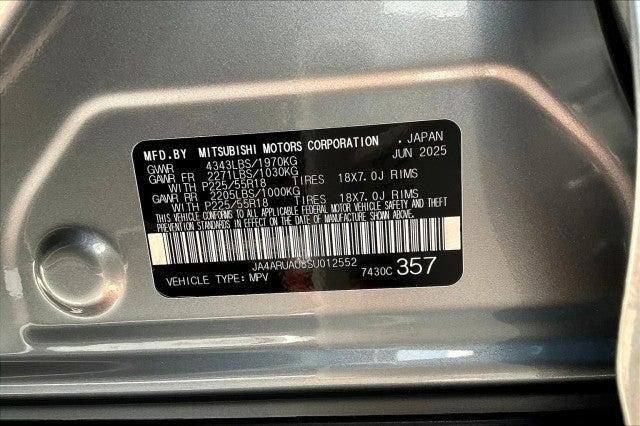 MFD.BY MITSUBISHI MOTORS CORPORATION . JAPAN
GVWR 4343LBS/1970KG JUN 2025
GAWR FR 2271LBS/1030KG
WITH P225/55R18 TIRES 18X7.0J RIMS
GAWR RR 2205LBS/1000KG
WITH P225/55R18 TIRES 18X7.0J RIMS
THIS VEHICLE CONFORMS TO ALL APPLICABLE FEDERAL MOTOR VEHICLE SAFETY AND THEFT
PREVENTION STANDARDS IN EFFECT ON THE DATE OF MANUFACTURE SHOWN ABOVE.
JA4ARUAU8SU012552
VEHICLE TYPE:MPV 7430C 357